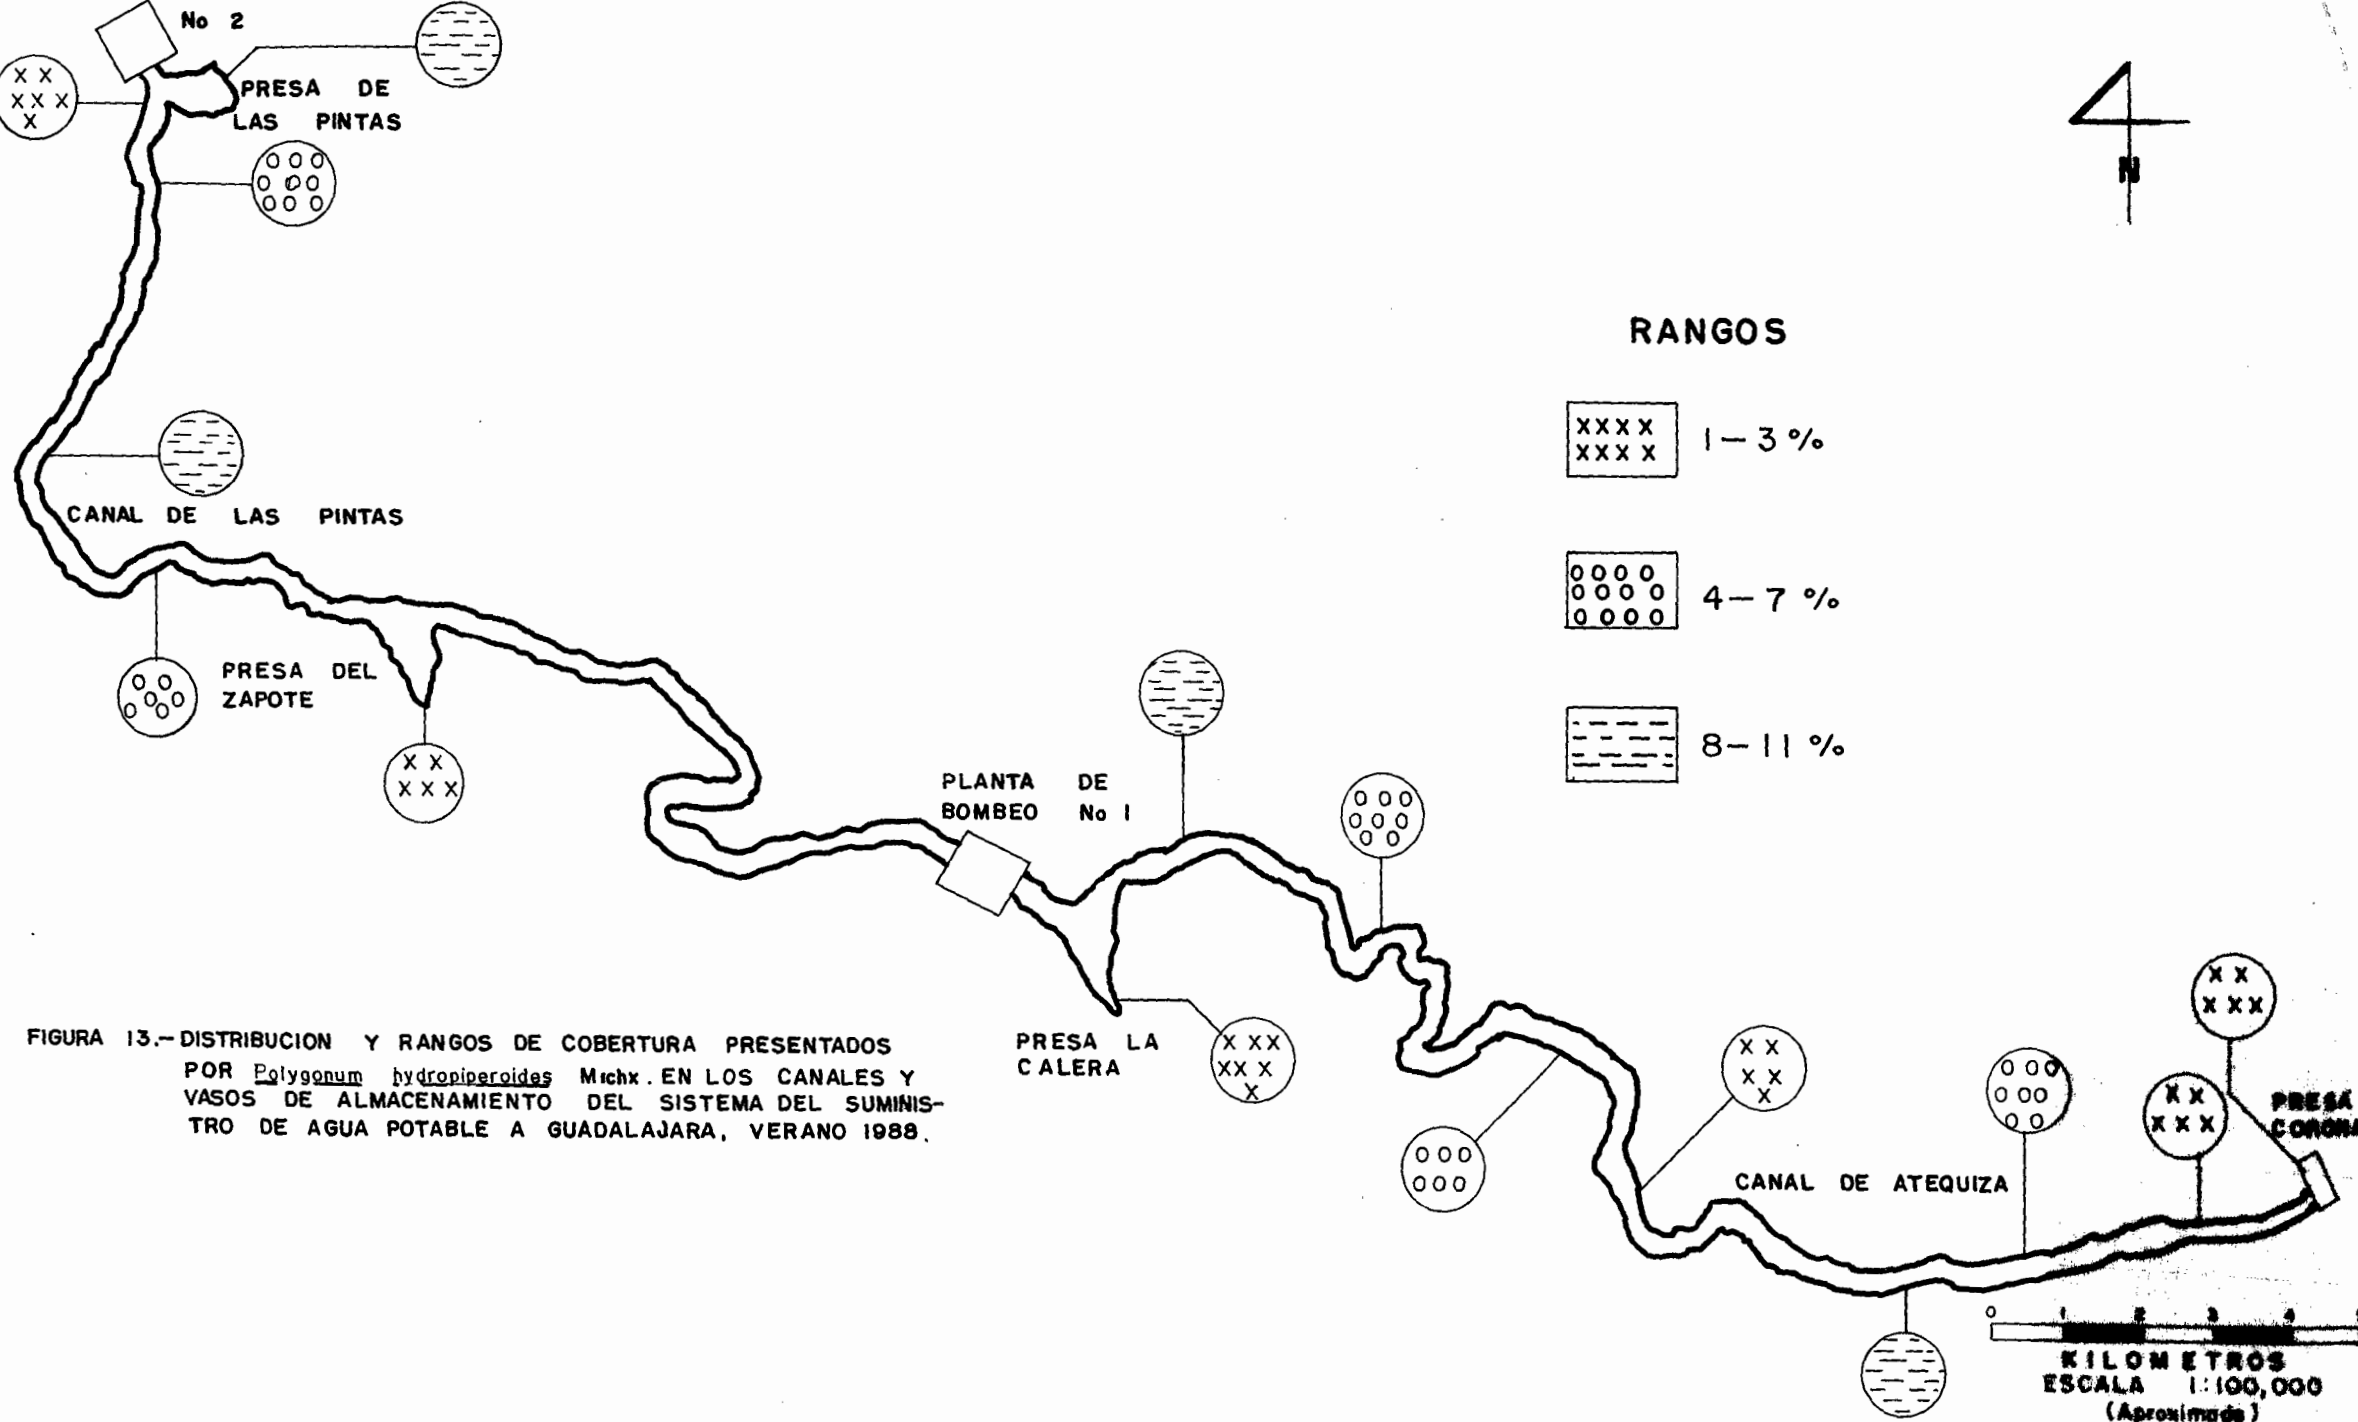 No 2
PRESA DE
LAS PINTAS
N
RANGOS
1-3 %
4-7 %
8-11 %
CANAL DE LAS PINTAS
PRESA DEL
ZAPOTE
PLANTA DE
BOMBEO No 1
PRESA LA
CALERA
CANAL DE ATEQUIZA
PRESA
FIGURA 13.- DISTRIBUCION Y RANGOS DE COBERTURA PRESENTADOS
POR Polygonum hydropiperoides Michx. EN LOS CANALES Y
VASOS DE ALMACENAMIENTO DEL SISTEMA DEL SUMINIS-
TRO DE AGUA POTABLE A GUADALAJARA, VERANO 1988.
0 1 2 3 4
KILOMETROS
ESCALA 1:100,000
(Aproximada)